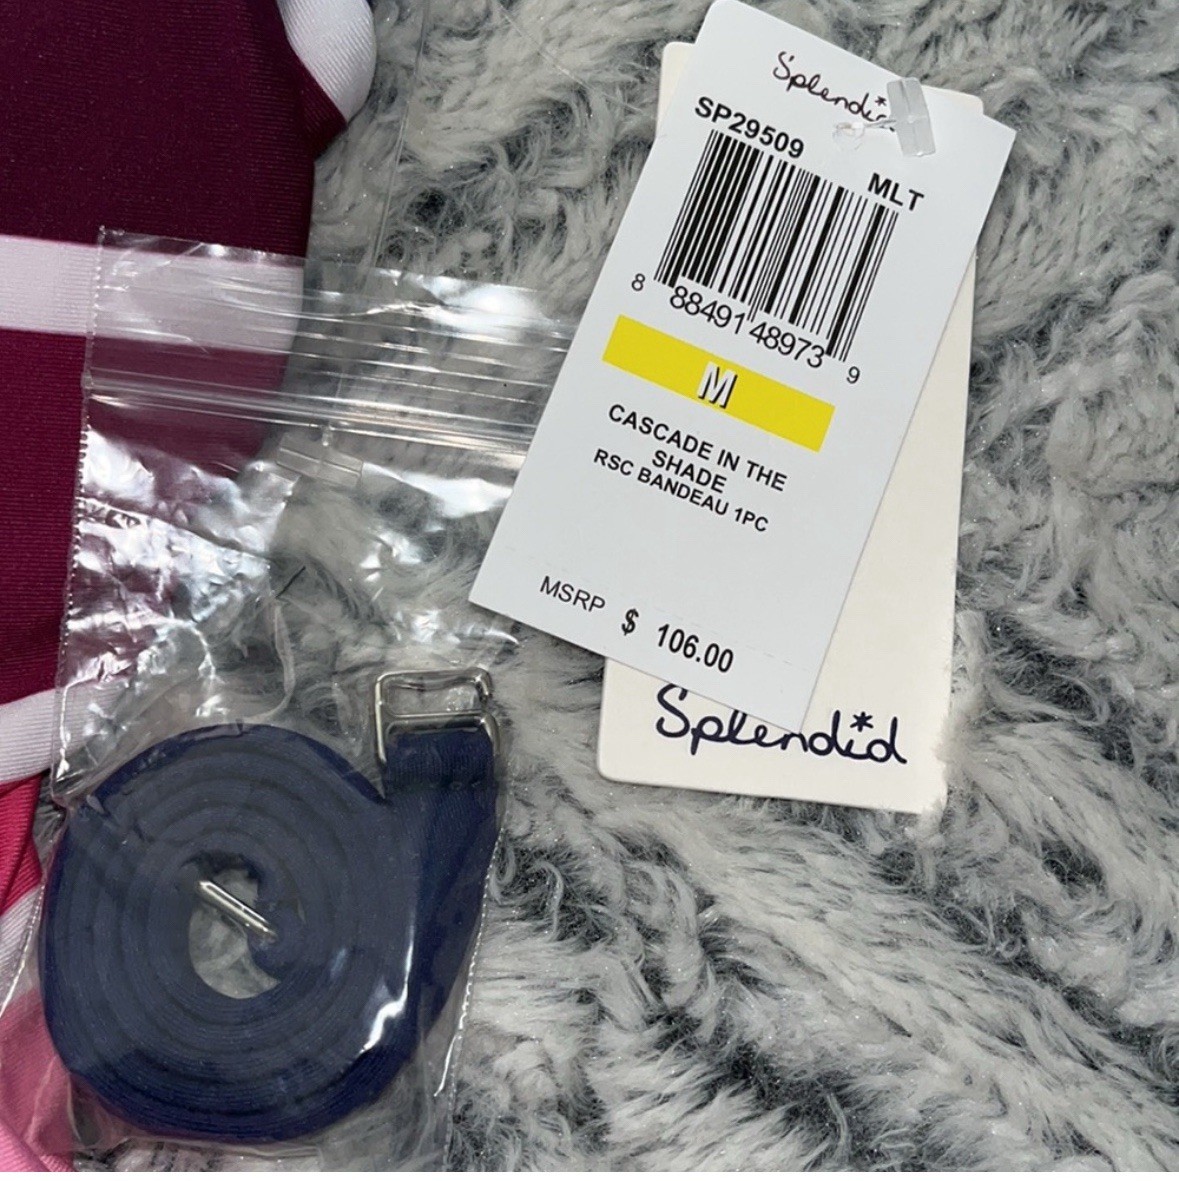 Splendid
SP29509
MLT
8 88491 48973 9
M
CASCADE IN THE
SHADE
RSC BANDEAU 1PC
MSRP $ 106.00
Splendid